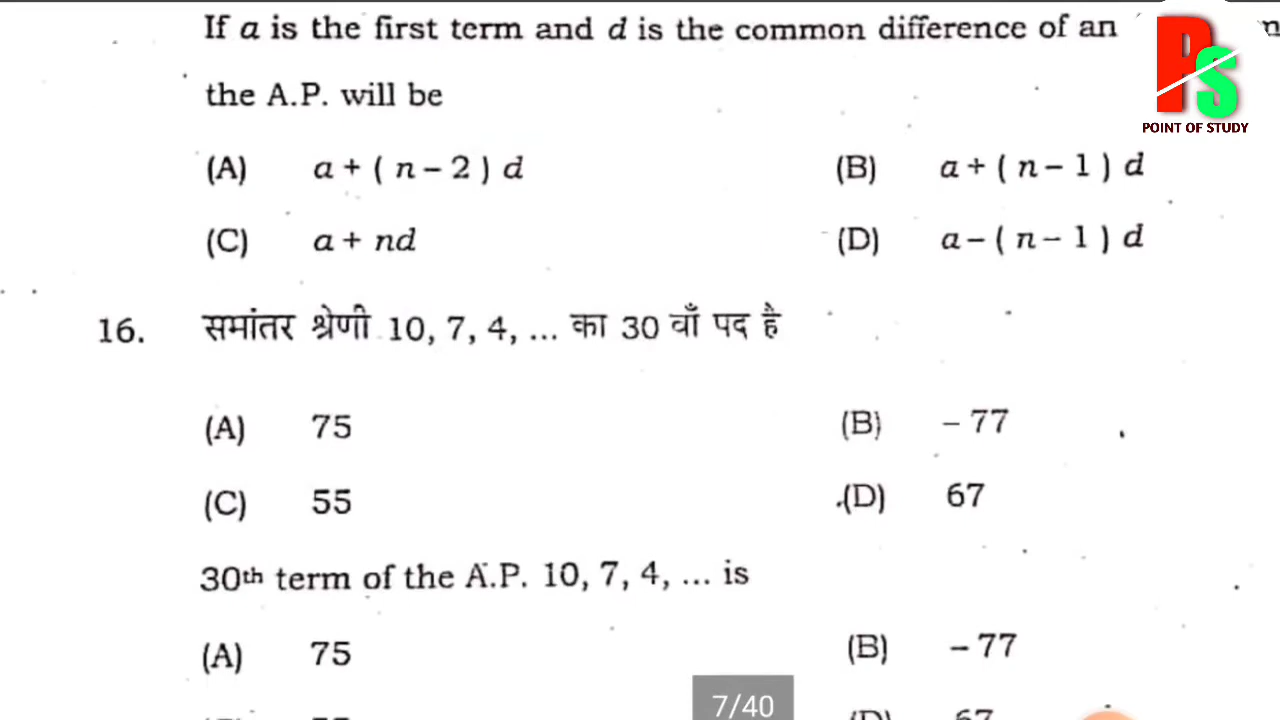 If a is the first term and d is the common difference of an
the A.P. will be
(A) a + ( n – 2 ) d (B) a + ( n – 1 ) d
(C) a + nd (D) a – ( n – 1 ) d
16. समांतर श्रेणी 10, 7, 4, ... का 30 वाँ पद है
(A) 75 (B) – 77
(C) 55 (D) 67
30th term of the A.P. 10, 7, 4, ... is
(A) 75 (B) – 77
7/40
PS
POINT OF STUDY